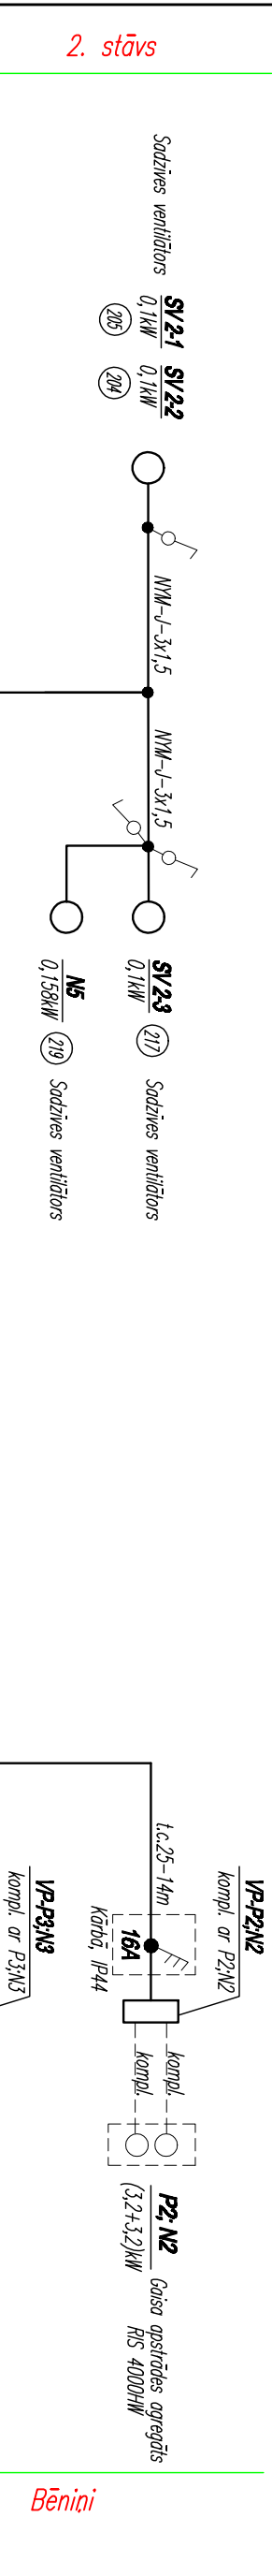 2. stāvs
Sadzīves ventilātors
SV2-1
0,1kW
205
SV2-2
0,1kW
204
NYM-J-3x1,5
NYM-J-3x1,5
SV2-3
0,1kW
217
Sadzīves ventilātors
N5
0,158kW
219
Sadzīves ventilātors
t.c.25-14m
VP-P2;N2
kompl. ar P2;N2
16A
Kārbā, IP44
VP-P3;N3
kompl. ar P3;N3
kompl.
kompl.
P2; N2
(3,2+3,2)kW
Gaisa apstrādes agregāts
RIS 4000HW
Bēniņi